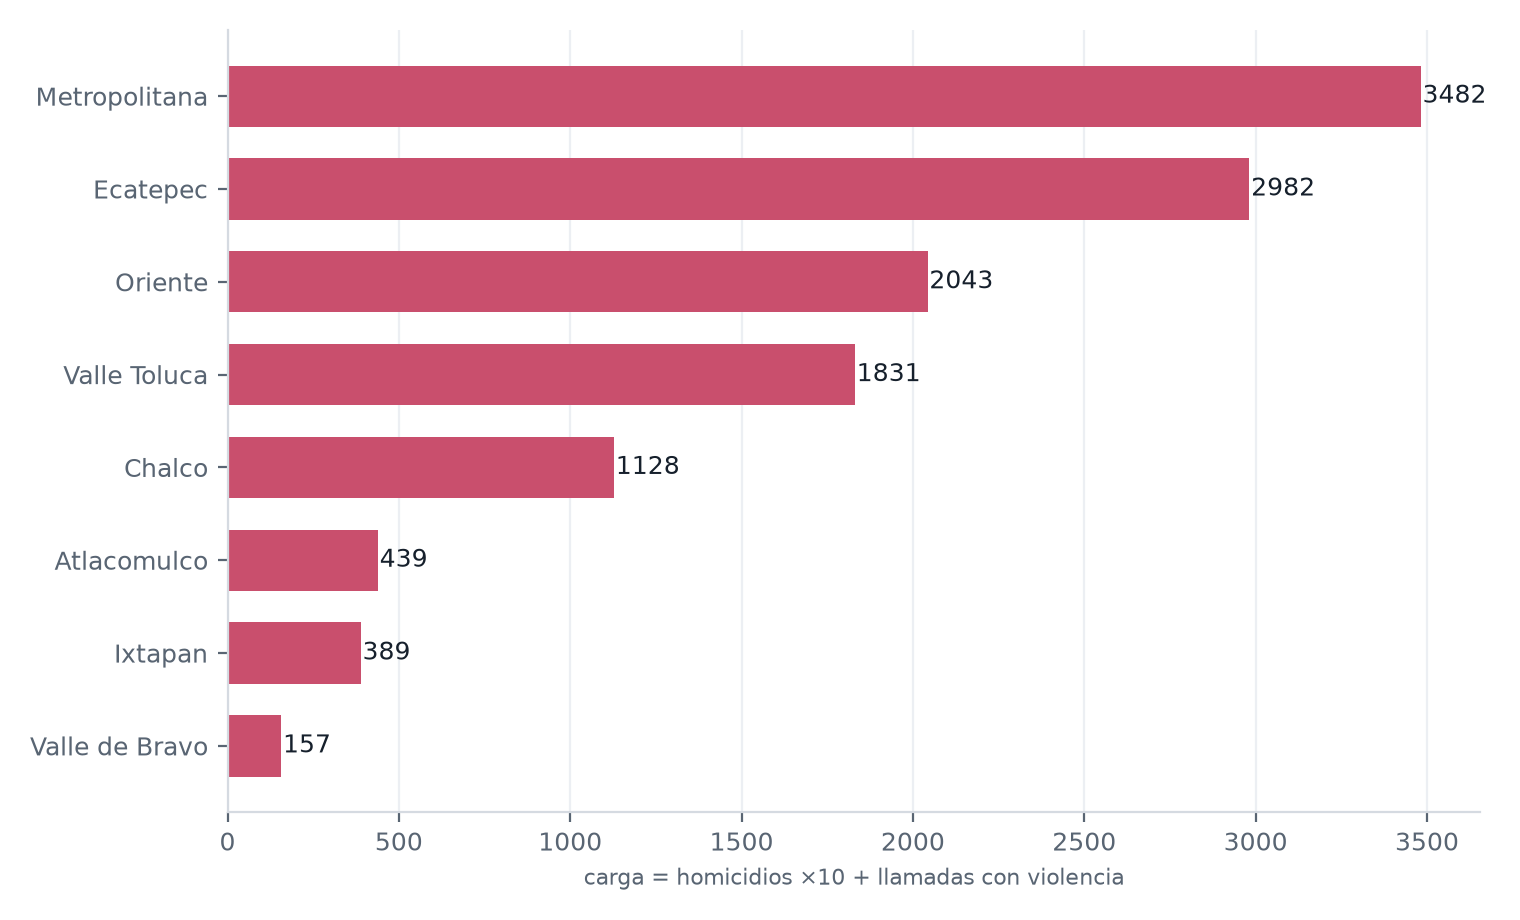 Metropolitana 3482
Ecatepec 2982
Oriente 2043
Valle Toluca 1831
Chalco 1128
Atlacomulco 439
Ixtapan 389
Valle de Bravo 157
0 500 1000 1500 2000 2500 3000 3500
carga = homicidios ×10 + llamadas con violencia